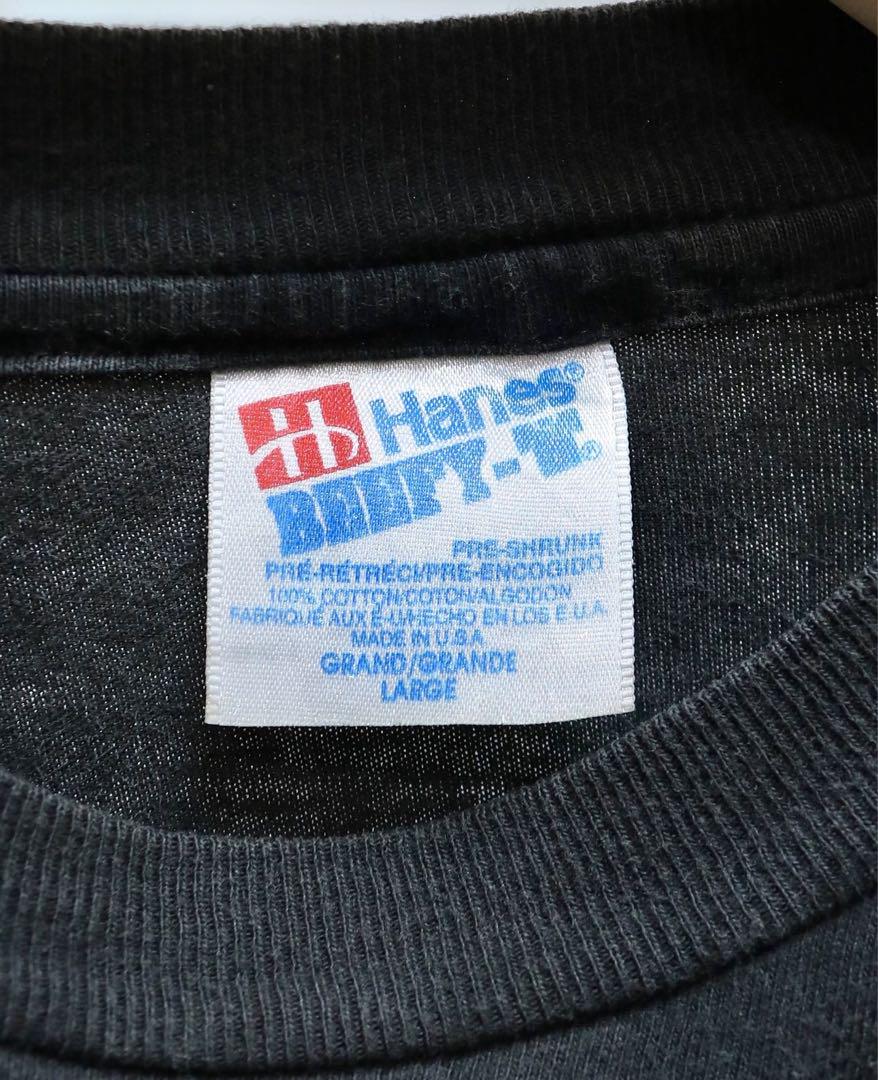 H Hanes®
BEEFY-T®
PRE-SHRUNK
PRÉ-RÉTRÉCI/PRE-ENCOGIDO
100% COTTON/COTON/ALGODON
FABRIQUÉ AUX É-U/HECHO EN LOS E.U.A.
MADE IN U.S.A
GRAND/GRANDE
LARGE